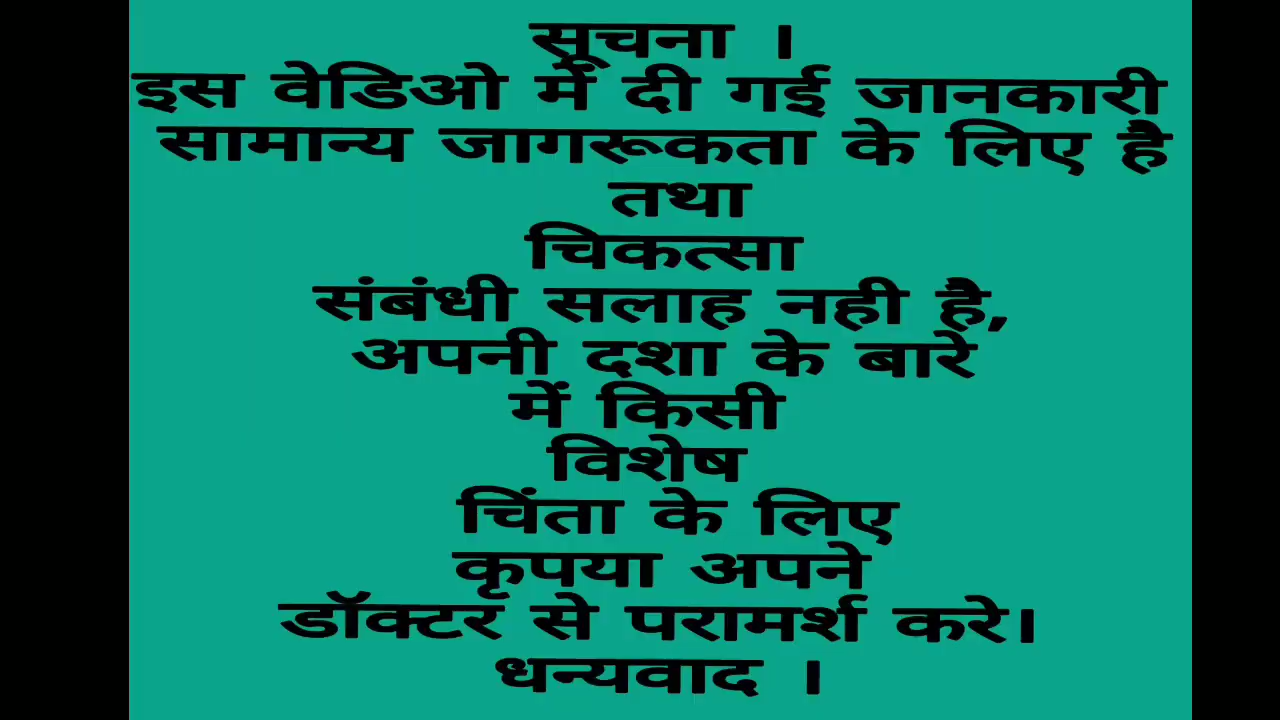 सूचना ।
इस वेडिओ में दी गई जानकारी
सामान्य जागरूकता के लिए है
तथा
चिकत्सा
संबंधी सलाह नही है,
अपनी दशा के बारे
में किसी
विशेष
चिंता के लिए
कृपया अपने
डॉक्टर से परामर्श करे।
धन्यवाद ।